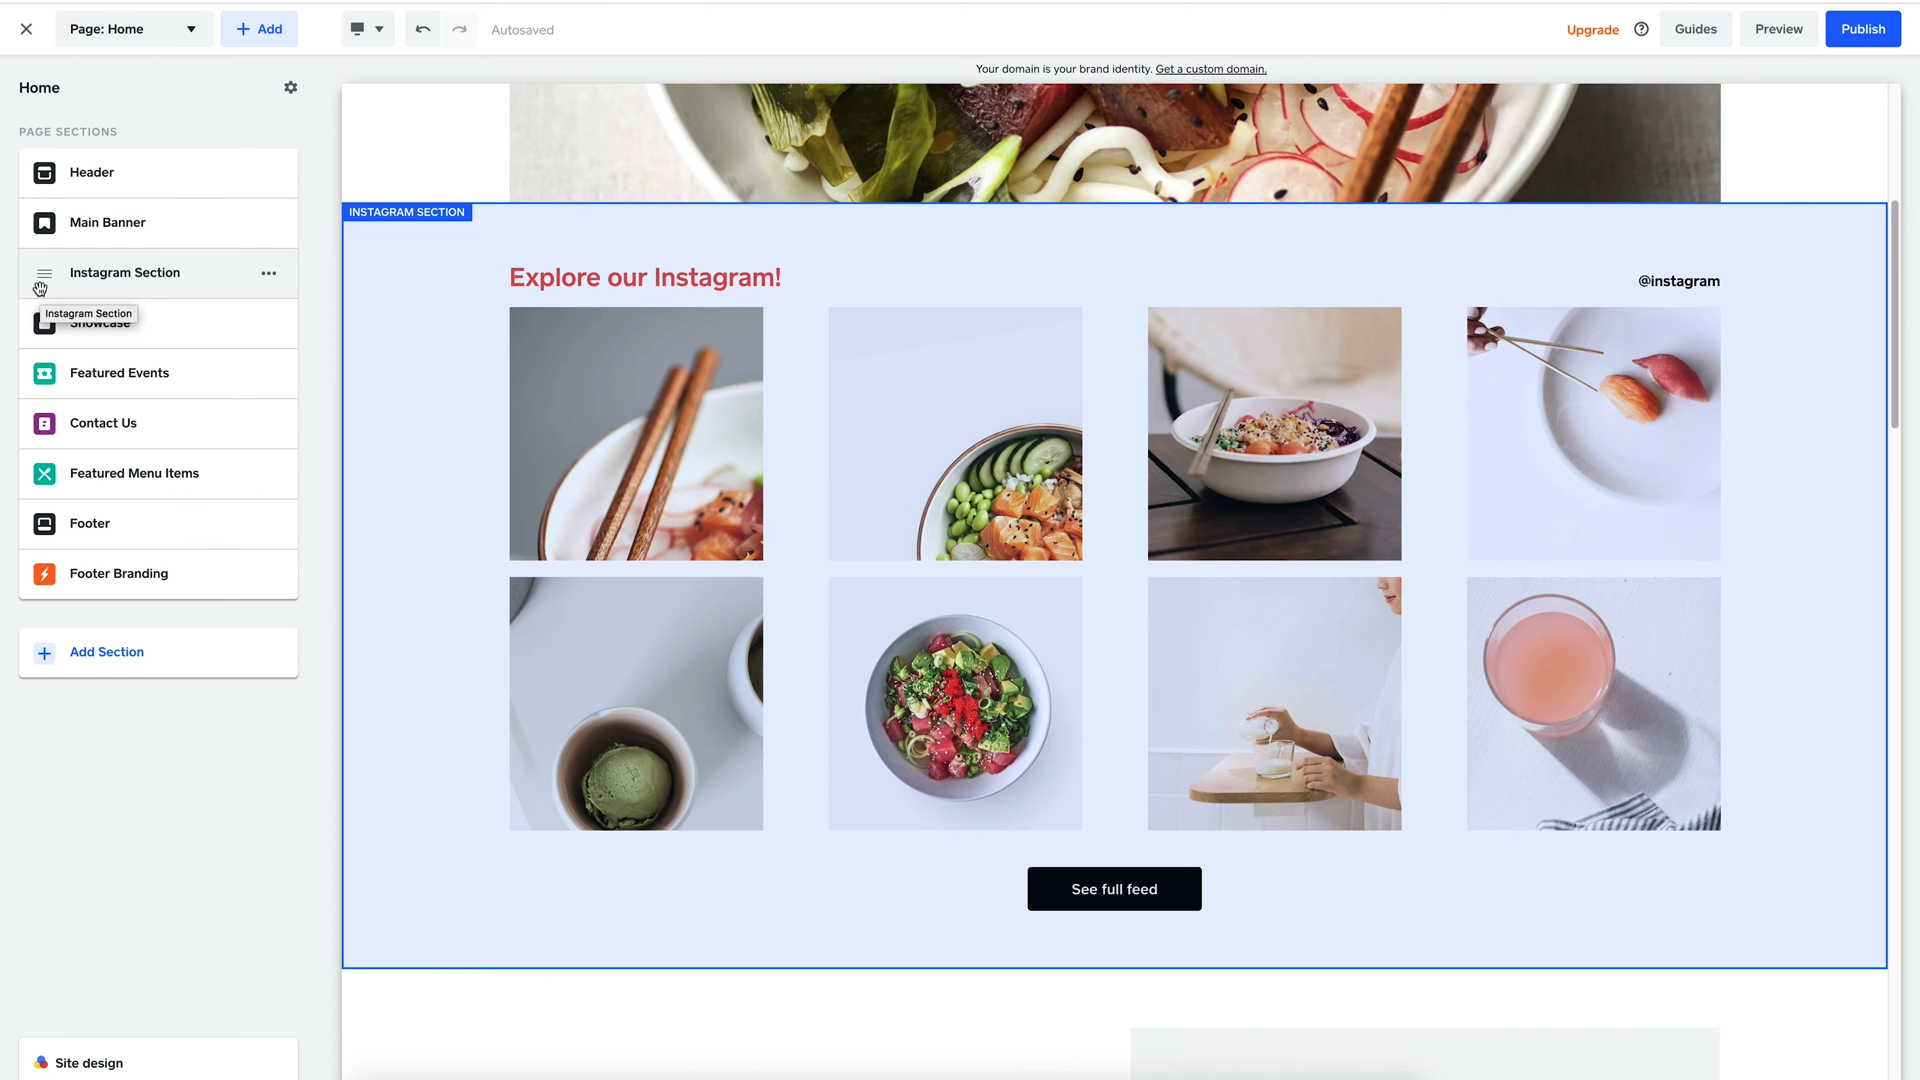 Page: Home
Add
Autosaved
Upgrade
Guides
Preview
Publish
Your domain is your brand identity. Get a custom domain.
Home
PAGE SECTIONS
Header
Main Banner
Instagram Section
Instagram Section
Showcase
Featured Events
Contact Us
Featured Menu Items
Footer
Footer Branding
Add Section
Site design
INSTAGRAM SECTION
Explore our Instagram!
@instagram
See full feed